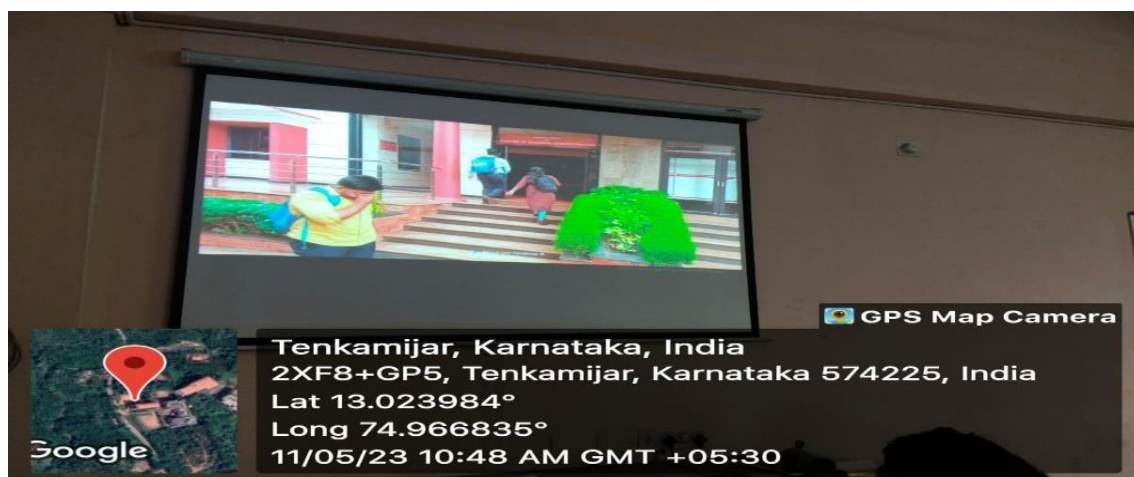 GPS Map Camera
Tenkamijar, Karnataka, India
2XF8+GP5, Tenkamijar, Karnataka 574225, India
Lat 13.023984°
Long 74.966835°
11/05/23 10:48 AM GMT +05:30
Google